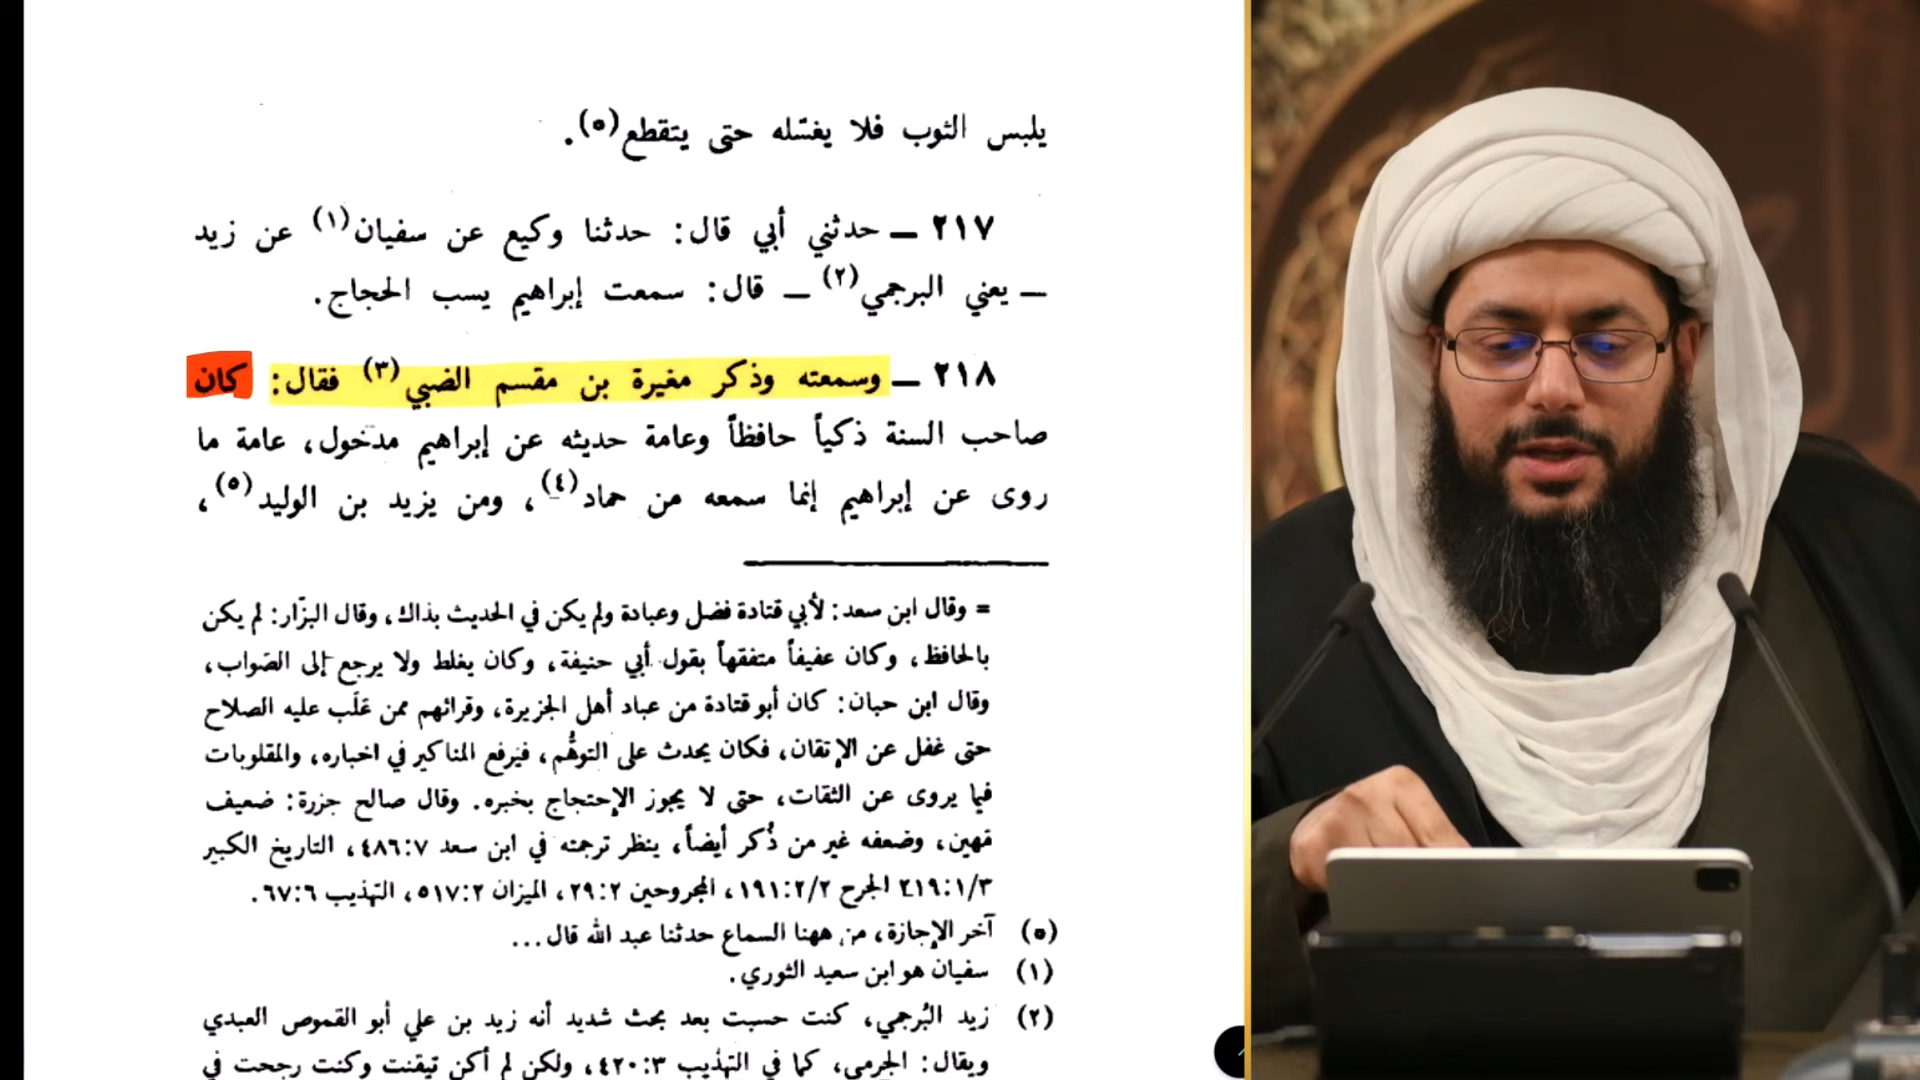 يلبس الثوب فلا يغسّله حتى يتقطع(٥).
٢١٧ ــ حدثني أبي قال: حدثنا وكيع عن سفيان(١) عن زيد
ــ يعني البرجمي(٢) ــ قال: سمعت إبراهيم يسب الحجاج.
٢١٨ ــ وسمعته وذكر مغيرة بن مقسم الضبي(٣) فقال: كان
صاحب السنة ذكياً حافظاً وعامة حديثه عن إبراهيم مدخول، عامة ما
روى عن إبراهيم إنما سمعه من حماد(٤)، ومن يزيد بن الوليد(٥)،
= وقال ابن سعد: لأبي قتادة فضل وعبادة ولم يكن في الحديث بذاك، وقال البزّار: لم يكن
بالحافظ، وكان عفيفاً متفقهاً بقول أبي حنيفة، وكان يغلط ولا يرجع إلى الصواب،
وقال ابن حبان: كان أبو قتادة من عباد أهل الجزيرة، وقرائهم ممن غلب عليه الصلاح
حتى غفل عن الإتقان، فكان يحدث على التوهُّم، فيرفع المناكير في اخباره، والمقلوبات
فيما يروى عن الثقات، حتى لا يجوز الإحتجاج بخبره. وقال صالح جزرة: ضعيف
مهين، وضعفه غير من ذُكر أيضاً، ينظر ترجمته في ابن سعد ٤٨٦:٧، التاريخ الكبير
٢١٩:١/٣ الجرح ١٩١:٢/٢، المجروحين ٢٩:٢، الميزان ٥١٧:٢، التهذيب ٦٧:٦.
(٥) آخر الإجازة، من ههنا السماع حدثنا عبد الله قال...
(١) سفيان هو ابن سعيد الثوري.
(٢) زيد البُرجمي، كنت حسبت بعد بحث شديد أنه زيد بن علي أبو القموص العبدي
ويقال: الجرمي، كما في التهذيب ٤٢٠:٣، ولكن لم أكن تيقنت وكنت رجحت في